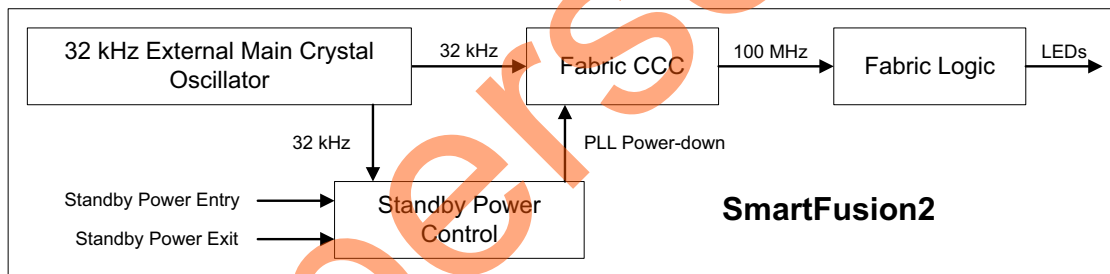 32 kHz External Main Crystal
Oscillator
32 kHz
Fabric CCC
100 MHz
Fabric Logic
LEDs
32 kHz
PLL Power-down
Standby Power Entry
Standby Power Exit
Standby Power
Control
SmartFusion2